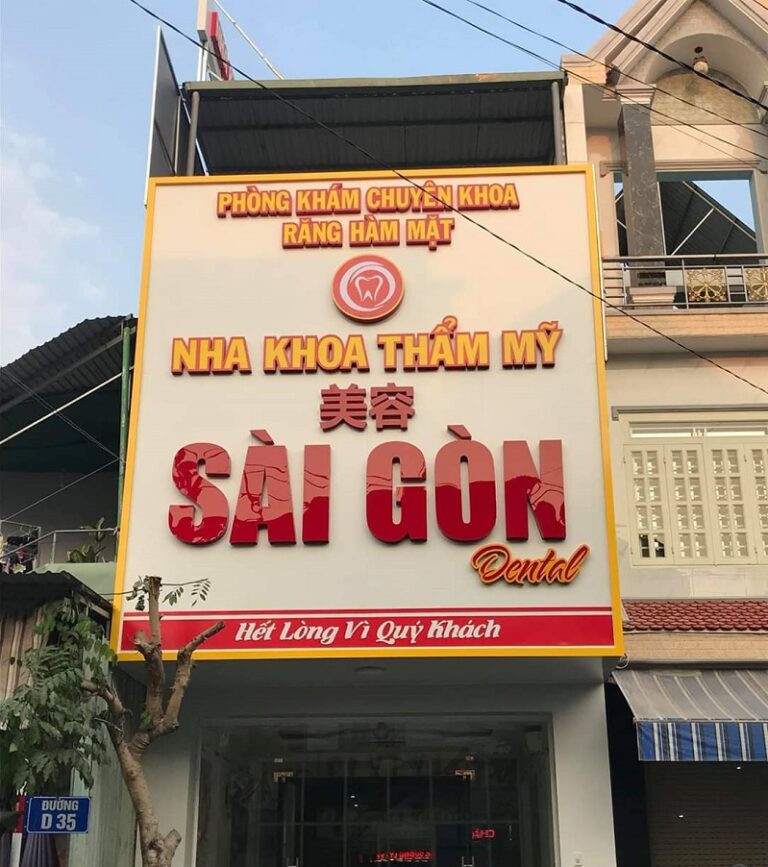 PHÒNG KHÁM CHUYÊN KHOA
RĂNG HÀM MẶT
NHA KHOA THẨM MỸ
美容
SÀI GÒN
Dental
Hết Lòng Vì Quý Khách
ĐƯỜNG
D 35